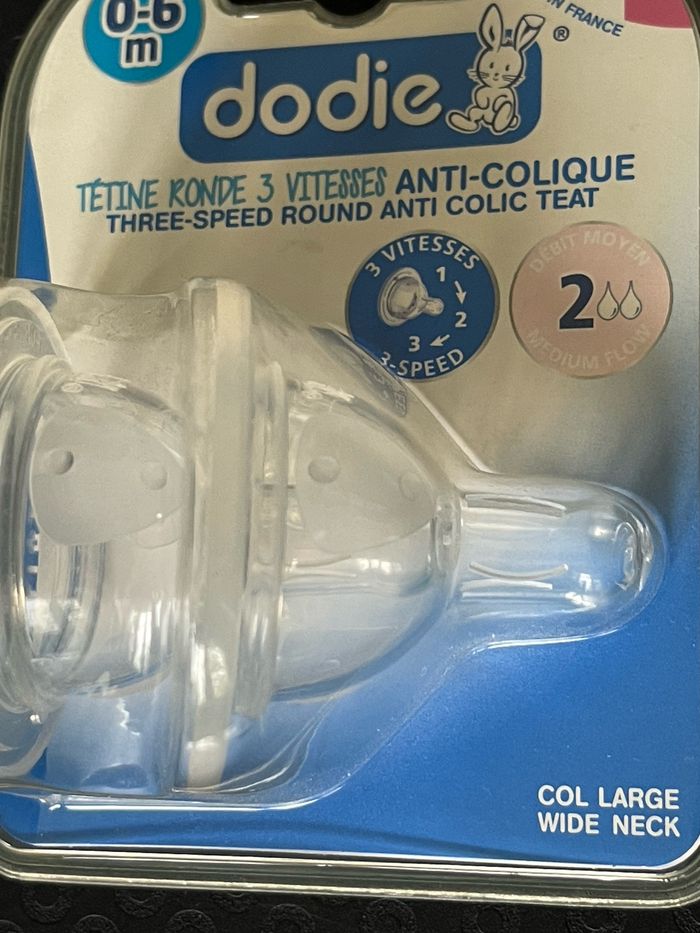 0-6
m
N FRANCE
dodie®
TÉTINE RONDE 3 VITESSES ANTI-COLIQUE
THREE-SPEED ROUND ANTI COLIC TEAT
3 VITESSES
1
2
3
3-SPEED
DÉBIT MOYEN
2
MEDIUM FLOW
COL LARGE
WIDE NECK